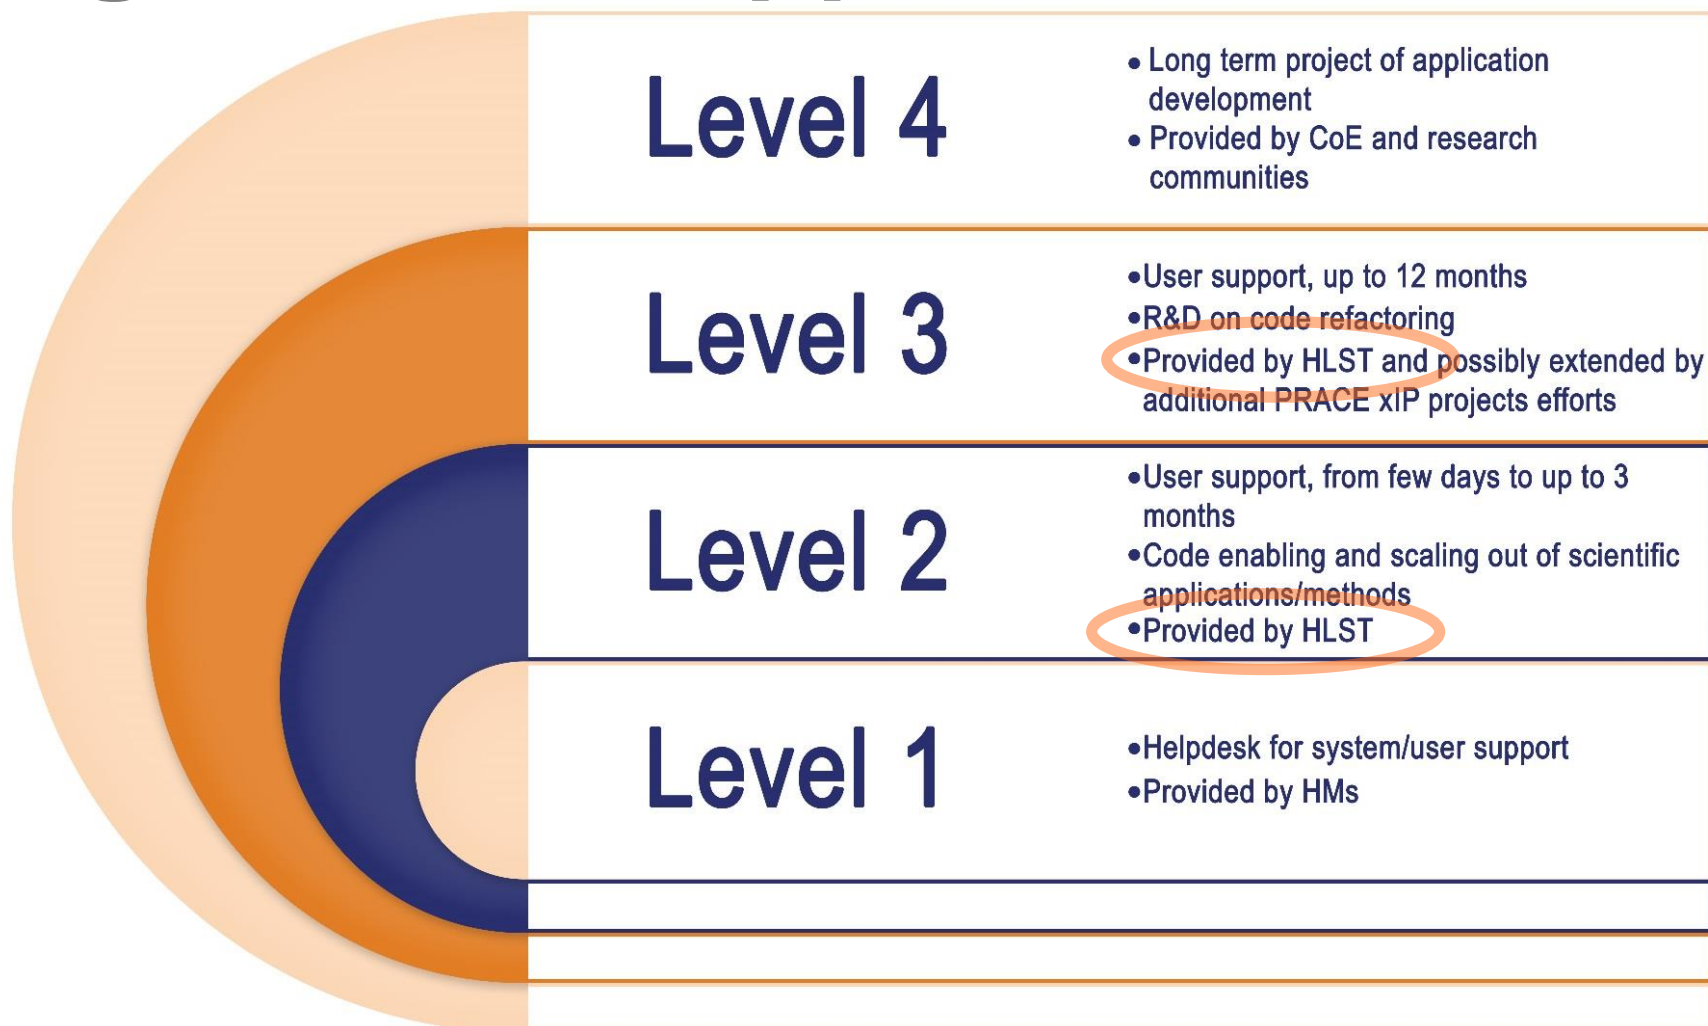 Level 4
• Long term project of application
development
• Provided by CoE and research
communities
Level 3
•User support, up to 12 months
•R&D on code refactoring
•Provided by HLST and possibly extended by
additional PRACE xIP projects efforts
Level 2
•User support, from few days to up to 3
months
•Code enabling and scaling out of scientific
applications/methods
•Provided by HLST
Level 1
•Helpdesk for system/user support
•Provided by HMs